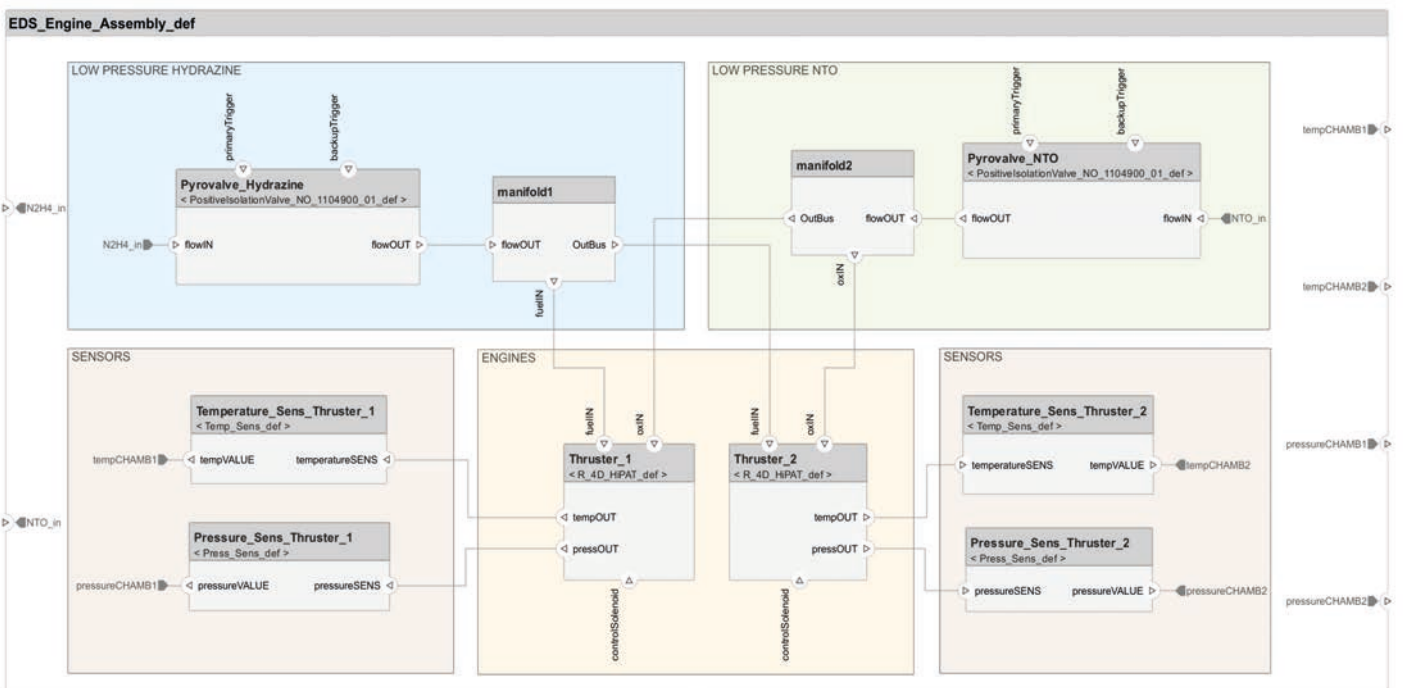 EDS_Engine_Assembly_def
LOW PRESSURE HYDRAZINE
primaryTrigger
backupTrigger
Pyrovalve_Hydrazine
< PositiveIsolationValve_NO_1104900_01_def >
N2H4_in
N2H4_in
flowIN
flowOUT
manifold1
flowOUT
OutBus
fuelIN
LOW PRESSURE NTO
primaryTrigger
backupTrigger
manifold2
OutBus
flowOUT
oxIN
Pyrovalve_NTO
< PositiveIsolationValve_NO_1104900_01_def >
flowOUT
flowIN
NTO_in
tempCHAMB1
tempCHAMB2
pressureCHAMB1
pressureCHAMB2
SENSORS
Temperature_Sens_Thruster_1
< Temp_Sens_def >
tempCHAMB1
tempVALUE
temperatureSENS
NTO_in
Pressure_Sens_Thruster_1
< Press_Sens_def >
pressureCHAMB1
pressureVALUE
pressureSENS
ENGINES
fuelIN
oxIN
Thruster_1
< R_4D_HiPAT_def >
tempOUT
pressOUT
controlSolenoid
fuelIN
oxIN
Thruster_2
< R_4D_HiPAT_def >
tempOUT
pressOUT
controlSolenoid
SENSORS
Temperature_Sens_Thruster_2
< Temp_Sens_def >
temperatureSENS
tempVALUE
tempCHAMB2
Pressure_Sens_Thruster_2
< Press_Sens_def >
pressureSENS
pressureVALUE
pressureCHAMB2